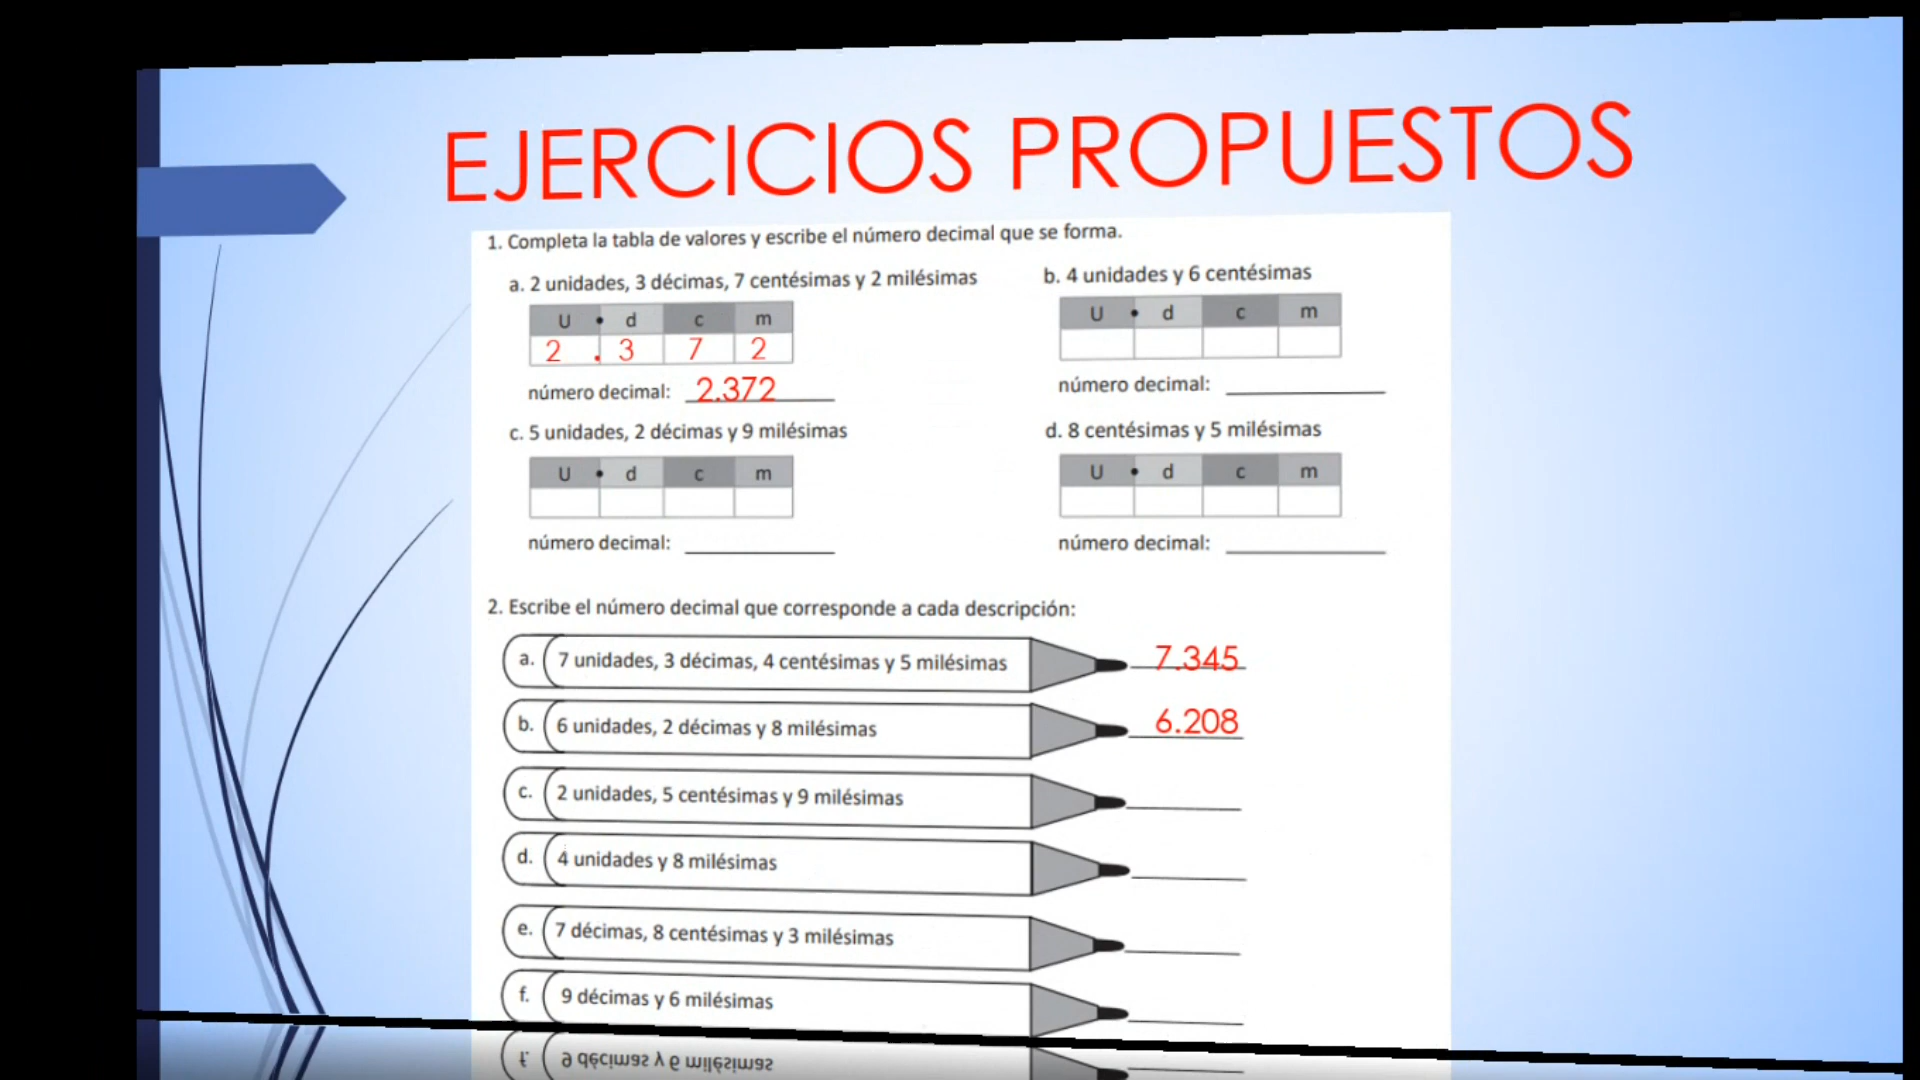 EJERCICIOS PROPUESTOS
1. Completa la tabla de valores y escribe el número decimal que se forma.
a. 2 unidades, 3 décimas, 7 centésimas y 2 milésimas
U • d c m
2 . 3 7 2
número decimal: 2.372
b. 4 unidades y 6 centésimas
U • d c m
número decimal:
c. 5 unidades, 2 décimas y 9 milésimas
U • d c m
número decimal:
d. 8 centésimas y 5 milésimas
U • d c m
número decimal:
2. Escribe el número decimal que corresponde a cada descripción:
a. 7 unidades, 3 décimas, 4 centésimas y 5 milésimas 7.345
b. 6 unidades, 2 décimas y 8 milésimas 6.208
c. 2 unidades, 5 centésimas y 9 milésimas
d. 4 unidades y 8 milésimas
e. 7 décimas, 8 centésimas y 3 milésimas
f. 9 décimas y 6 milésimas